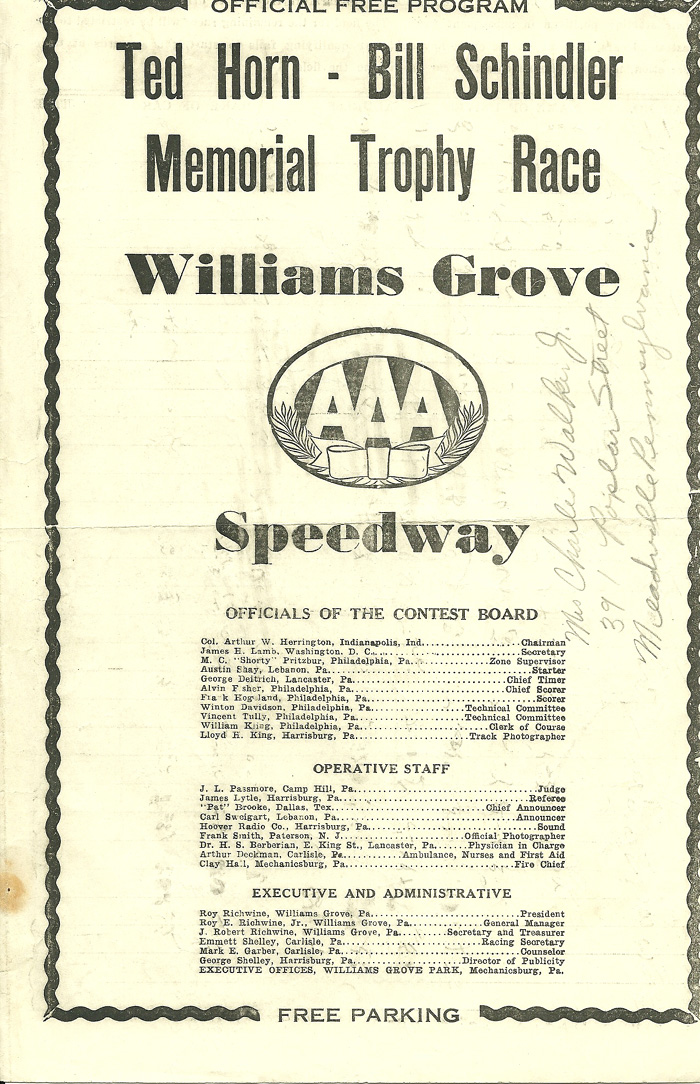 OFFICIAL FREE PROGRAM
Ted Horn - Bill Schindler
Memorial Trophy Race
Williams Grove
AAA
Speedway
OFFICIALS OF THE CONTEST BOARD
Col. Arthur W. Herrington, Indianapolis, Ind.........................Chairman
James H. Lamb, Washington, D. C.........................Secretary
M. C. "Shorty" Pritzbur, Philadelphia, Pa...............Zone Supervisor
Austin Shay, Lebanon, Pa.........................Starter
George Deitrich, Lancaster, Pa.........................Chief Timer
Alvin Fisher, Philadelphia, Pa.........................Chief Scorer
Frank Hogeland, Philadelphia, Pa.........................Scorer
Winton Davidson, Philadelphia, Pa...............Technical Committee
Vincent Tully, Philadelphia, Pa.................Technical Committee
William King, Philadelphia, Pa.....................Clerk of Course
Lloyd E. King, Harrisburg, Pa...................Track Photographer
OPERATIVE STAFF
J. L. Passmore, Camp Hill, Pa.........................Judge
James Lytle, Harrisburg, Pa.........................Referee
"Pat" Brooke, Dallas, Tex.........................Chief Announcer
Carl Sweigart, Lebanon, Pa.........................Announcer
Hoover Radio Co., Harrisburg, Pa.........................Sound
Frank Smith, Paterson, N. J...................Official Photographer
Dr. H. S. Berberian, E. King St., Lancaster, Pa.......Physician in Charge
Arthur Deckman, Carlisle, Pa............Ambulance, Nurses and First Aid
Clay Hall, Mechanicsburg, Pa.........................Fire Chief
EXECUTIVE AND ADMINISTRATIVE
Roy Richwine, Williams Grove, Pa.........................President
Roy E. Richwine, Jr., Williams Grove, Pa.............General Manager
J. Robert Richwine, Williams Grove, Pa.........Secretary and Treasurer
Emmett Shelley, Carlisle, Pa.........................Racing Secretary
Mark E. Garber, Carlisle, Pa.........................Counselor
George Shelley, Harrisburg, Pa...................Director of Publicity
EXECUTIVE OFFICES, WILLIAMS GROVE PARK, Mechanicsburg, Pa.
FREE PARKING
Mrs Charlie Walker Jr.
391 Poplar Street
Meadville Pennsylvania